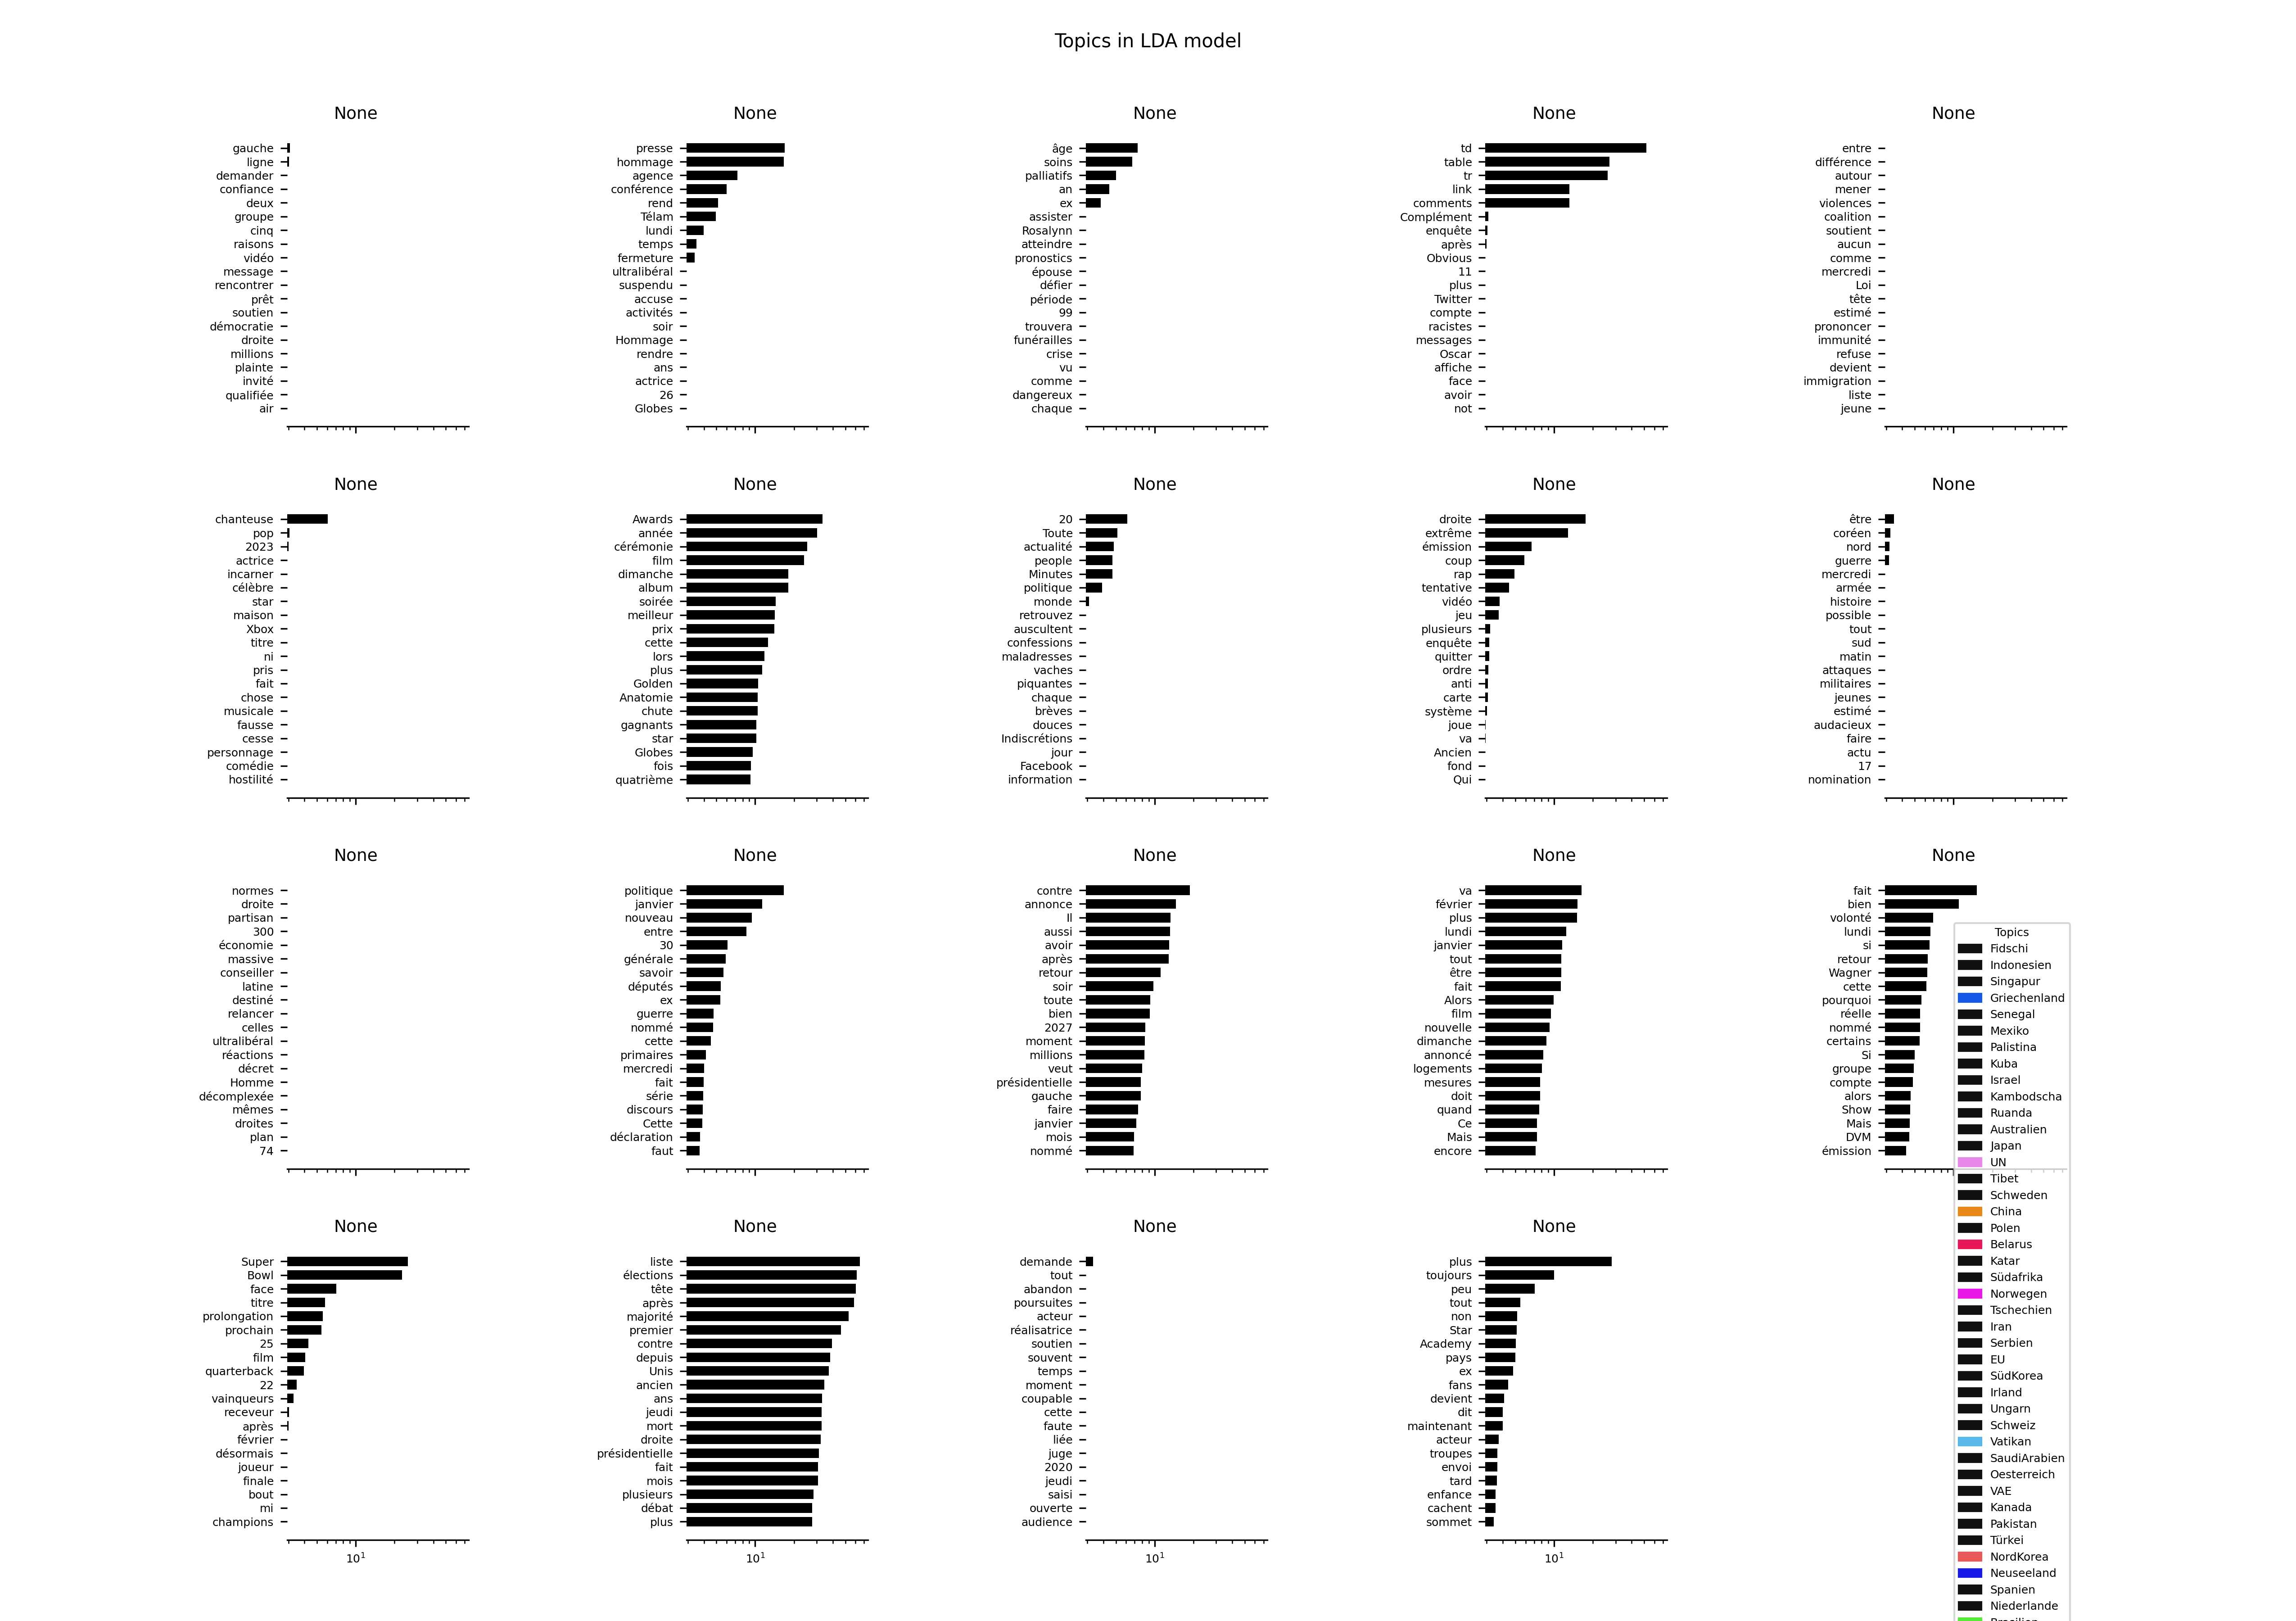 Topics in LDA model
None
gauche
ligne
demander
confiance
deux
groupe
cinq
raisons
vidéo
message
rencontrer
prêt
soutien
démocratie
droite
millions
plainte
invité
qualifiée
air
None
presse
hommage
agence
conférence
rend
Télam
lundi
temps
fermeture
ultralibéral
suspendu
accuse
activités
soir
Hommage
rendre
ans
actrice
26
Globes
None
âge
soins
palliatifs
an
ex
assister
Rosalynn
atteindre
pronostics
épouse
défier
période
99
trouvera
funérailles
crise
vu
comme
dangereux
chaque
None
td
table
tr
link
comments
Complément
enquête
après
Obvious
11
plus
Twitter
compte
racistes
messages
Oscar
affiche
face
avoir
not
None
entre
différence
autour
mener
violences
coalition
soutient
aucun
comme
mercredi
Loi
tête
estimé
prononcer
immunité
refuse
devient
immigration
liste
jeune
None
chanteuse
pop
2023
actrice
incarner
célèbre
star
maison
Xbox
titre
ni
pris
fait
chose
musicale
fausse
cesse
personnage
comédie
hostilité
None
Awards
année
cérémonie
film
dimanche
album
soirée
meilleur
prix
cette
lors
plus
Golden
Anatomie
chute
gagnants
star
Globes
fois
quatrième
None
20
Toute
actualité
people
Minutes
politique
monde
retrouvez
auscultent
confessions
maladresses
vaches
piquantes
chaque
brèves
douces
Indiscrétions
jour
Facebook
information
None
droite
extrême
émission
coup
rap
tentative
vidéo
jeu
plusieurs
enquête
quitter
ordre
anti
carte
système
joue
va
Ancien
fond
Qui
None
être
coréen
nord
guerre
mercredi
armée
histoire
possible
tout
sud
matin
attaques
militaires
jeunes
estimé
audacieux
faire
actu
17
nomination
None
normes
droite
partisan
300
économie
massive
conseiller
latine
destiné
relancer
celles
ultralibéral
réactions
décret
Homme
décomplexée
mêmes
droites
plan
74
None
politique
janvier
nouveau
entre
30
générale
savoir
députés
ex
guerre
nommé
cette
primaires
mercredi
fait
série
discours
Cette
déclaration
faut
None
contre
annonce
Il
aussi
avoir
après
retour
soir
toute
bien
2027
moment
millions
veut
présidentielle
gauche
faire
janvier
mois
nommé
None
va
février
plus
lundi
janvier
tout
être
fait
Alors
film
nouvelle
dimanche
annoncé
logements
mesures
doit
quand
Ce
Mais
encore
None
fait
bien
volonté
lundi
si
retour
Wagner
cette
pourquoi
réelle
nommé
certains
Si
groupe
compte
alors
Show
Mais
DVM
émission
None
Super
Bowl
face
titre
prolongation
prochain
25
film
quarterback
22
vainqueurs
receveur
après
février
désormais
joueur
finale
bout
mi
champions
10¹
None
liste
élections
tête
après
majorité
premier
contre
depuis
Unis
ancien
ans
jeudi
mort
droite
présidentielle
fait
mois
plusieurs
débat
plus
10¹
None
demande
tout
abandon
poursuites
acteur
réalisatrice
soutien
souvent
temps
moment
coupable
cette
faute
liée
juge
2020
jeudi
saisi
ouverte
audience
10¹
None
plus
toujours
peu
tout
non
Star
Academy
pays
ex
fans
devient
dit
maintenant
acteur
troupes
envoi
tard
enfance
cachent
sommet
10¹
Topics
Fidschi
Indonesien
Singapur
Griechenland
Senegal
Mexiko
Palistina
Kuba
Israel
Kambodscha
Ruanda
Australien
Japan
UN
Tibet
Schweden
China
Polen
Belarus
Katar
Südafrika
Norwegen
Tschechien
Iran
Serbien
EU
SüdKorea
Irland
Ungarn
Schweiz
Vatikan
SaudiArabien
Oesterreich
VAE
Kanada
Pakistan
Türkei
NordKorea
Neuseeland
Spanien
Niederlande